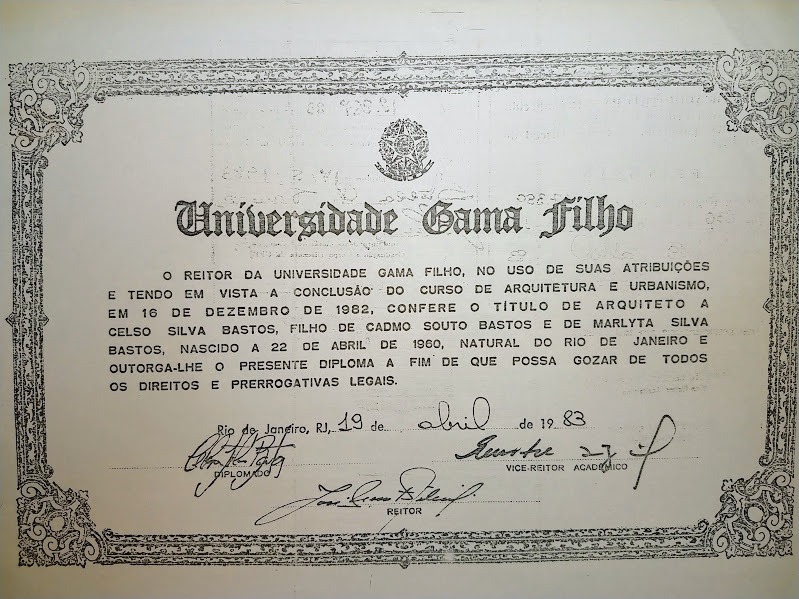 Universidade Gama Filho
O REITOR DA UNIVERSIDADE GAMA FILHO, NO USO DE SUAS ATRIBUIÇÕES
E TENDO EM VISTA A CONCLUSÃO DO CURSO DE ARQUITETURA E URBANISMO,
EM 16 DE DEZEMBRO DE 1982, CONFERE O TÍTULO DE ARQUITETO A
CELSO SILVA BASTOS, FILHO DE CADMO SOUTO BASTOS E DE MARLYTA SILVA
BASTOS, NASCIDO A 22 DE ABRIL DE 1960, NATURAL DO RIO DE JANEIRO E
OUTORGA-LHE O PRESENTE DIPLOMA A FIM DE QUE POSSA GOZAR DE TODOS
OS DIREITOS E PRERROGATIVAS LEGAIS.
Rio de Janeiro, RJ, 19 de abril de 1983
DIPLOMADO
VICE-REITOR ACADÊMICO
REITOR